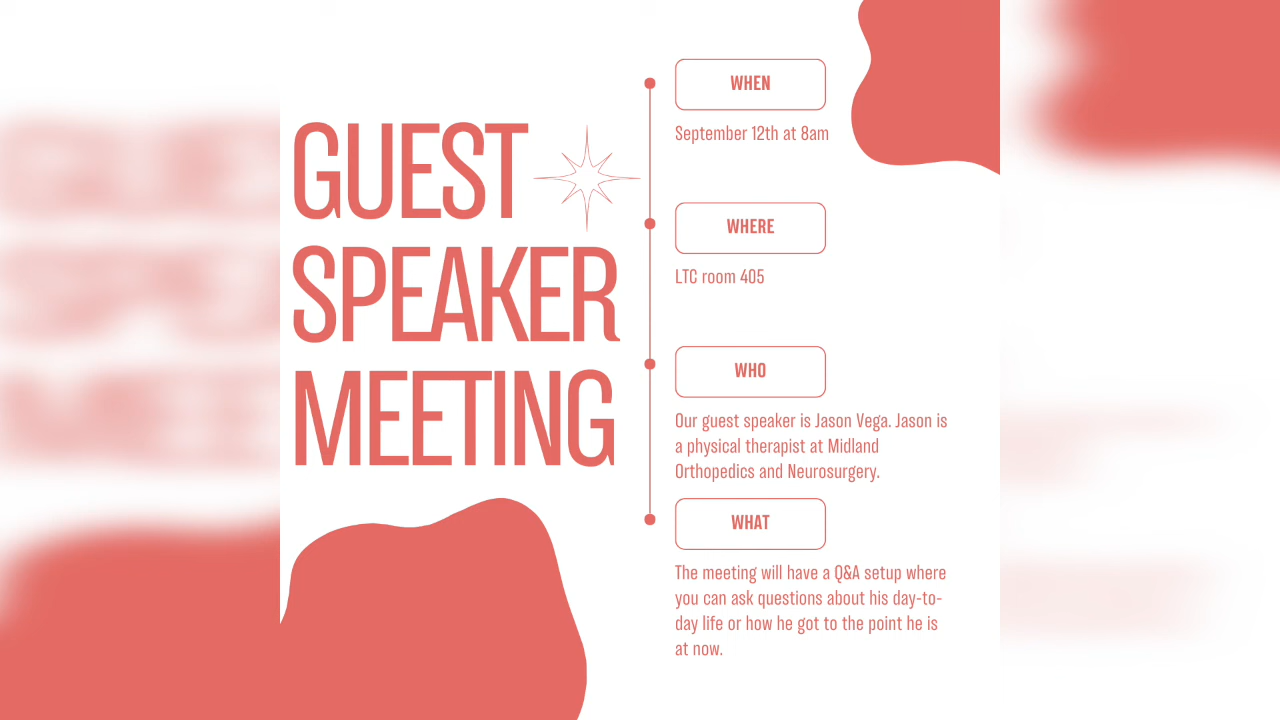 GUEST
SPEAKER
MEETING
WHEN
September 12th at 8am
WHERE
LTC room 405
WHO
Our guest speaker is Jason Vega. Jason is
a physical therapist at Midland
Orthopedics and Neurosurgery.
WHAT
The meeting will have a Q&A setup where
you can ask questions about his day-to-
day life or how he got to the point he is
at now.